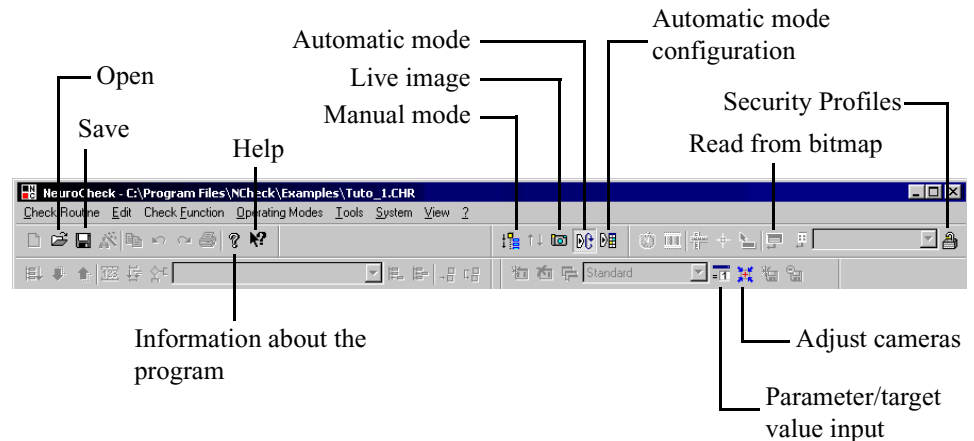 Automatic mode
configuration
Automatic mode
Live image
Open
Security Profiles
Manual mode
Save
Read from bitmap
Help
NeuroCheck - C:\Program Files\NCheck\Examples\Tuto_1.CHR
Check Routine Edit Check Function Operating Modes Tools System View ?
Standard
Information about the
program
Adjust cameras
Parameter/target
value input